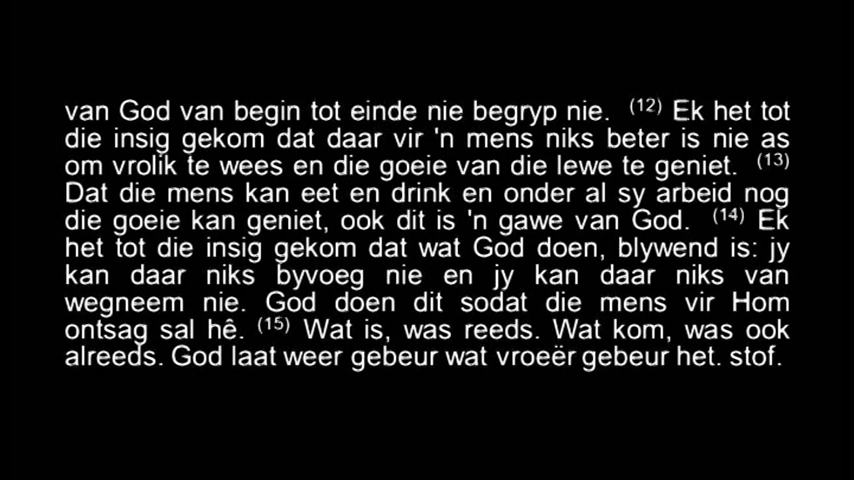 van God van begin tot einde nie begryp nie. (12) Ek het tot
die insig gekom dat daar vir 'n mens niks beter is nie as
om vrolik te wees en die goeie van die lewe te geniet. (13)
Dat die mens kan eet en drink en onder al sy arbeid nog
die goeie kan geniet, ook dit is 'n gawe van God. (14) Ek
het tot die insig gekom dat wat God doen, blywend is: jy
kan daar niks byvoeg nie en jy kan daar niks van
wegneem nie. God doen dit sodat die mens vir Hom
ontsag sal hê. (15) Wat is, was reeds. Wat kom, was ook
alreeds. God laat weer gebeur wat vroeër gebeur het. stof.